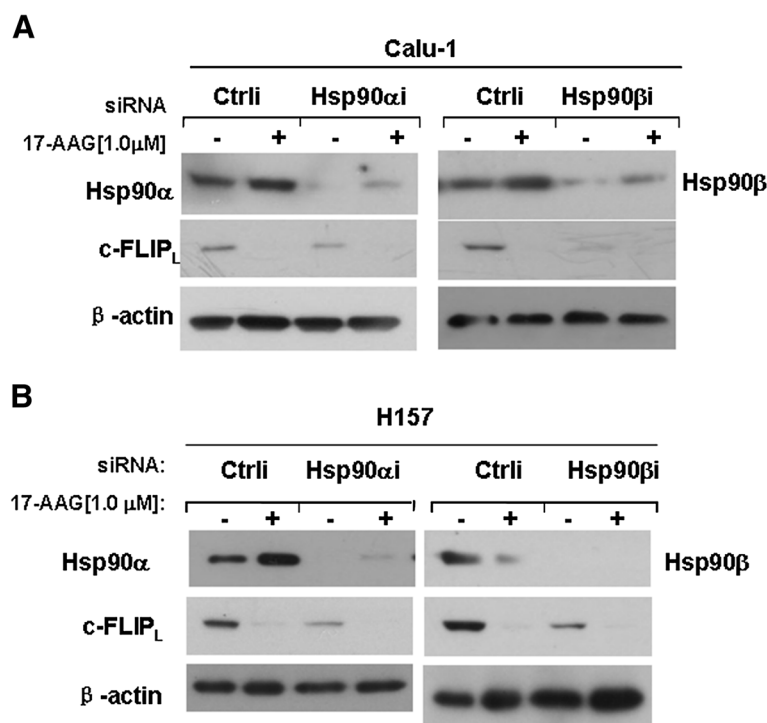 A
Calu-1
siRNA Ctrli Hsp90αi Ctrli Hsp90βi
17-AAG[1.0μM] - + - + - + - +
Hsp90α Hsp90β
c-FLIPL
β-actin
B
H157
siRNA: Ctrli Hsp90αi Ctrli Hsp90βi
17-AAG[1.0 μM]: - + - + - + - +
Hsp90α Hsp90β
c-FLIPL
β-actin